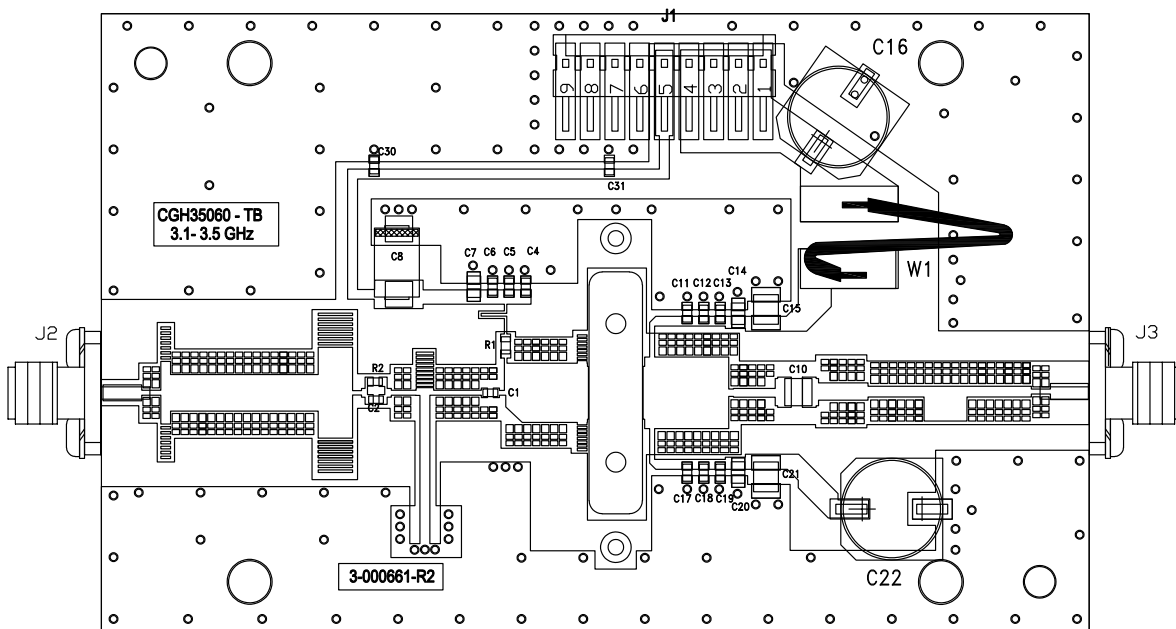 J1
C16
9 8 7 6 5 4 3 2 1
C30
C31
CGH35060 - TB
3.1- 3.5 GHz
C8
C7 C6 C5 C4
W1
C11 C12 C13 C14
C15
J2
J3
R1
R2
C10
C1
C2
C17 C18 C19
C20
C21
3-000661-R2
C22